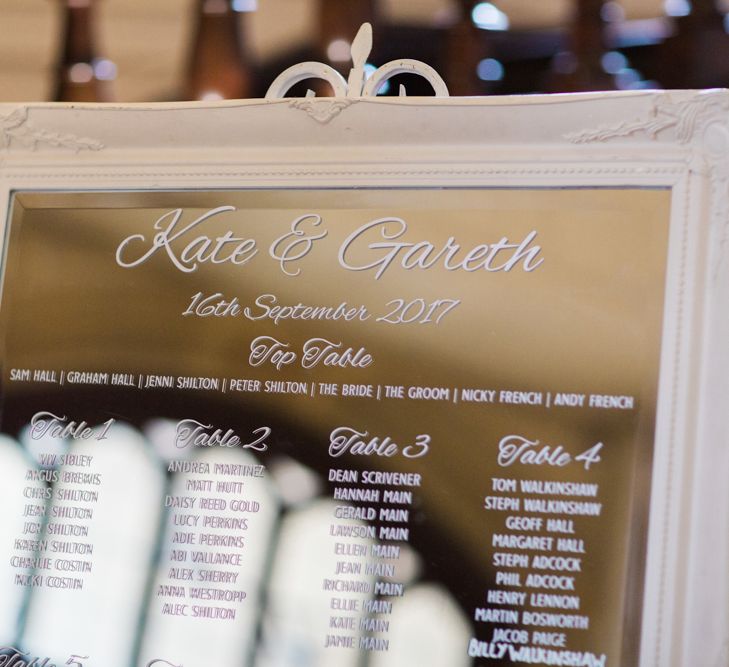 Kate & Gareth
16th September 2017
Top Table
SAM HALL || GRAHAM HALL || JENNI SHILTON || PETER SHILTON || THE BRIDE || THE GROOM || NICKY FRENCH || ANDY FRENCH
Table 1
VIV SIBLEY
ANGUS BREWIS
CHRS SHILTON
JEAN SHILTON
JON SHILTON
KAREN SHILTON
CHARLIE COSTIN
NICKI COSTIN
Table 2
ANDREA MARTINEZ
MATT HUTT
DAISY REED GOLD
LUCY PERKINS
ADIE PERKINS
ABI VALLANCE
ALEX SHERRY
ANNA WESTROPP
ALEC SHILTON
Table 3
DEAN SCRIVENER
HANNAH MAIN
GERALD MAIN
LAWSON MAIN
ELLEN MAIN
JEAN MAIN
RICHARD MAIN
ELLIE MAIN
KATE MAIN
JAMIE MAIN
Table 4
TOM WALKINSHAW
STEPH WALKINSHAW
GEOFF HALL
MARGARET HALL
STEPH ADCOCK
PHIL ADCOCK
HENRY LENNON
MARTIN BOSWORTH
JACOB PAIGE
BILLY WALKINSHAW
Table 5
Table